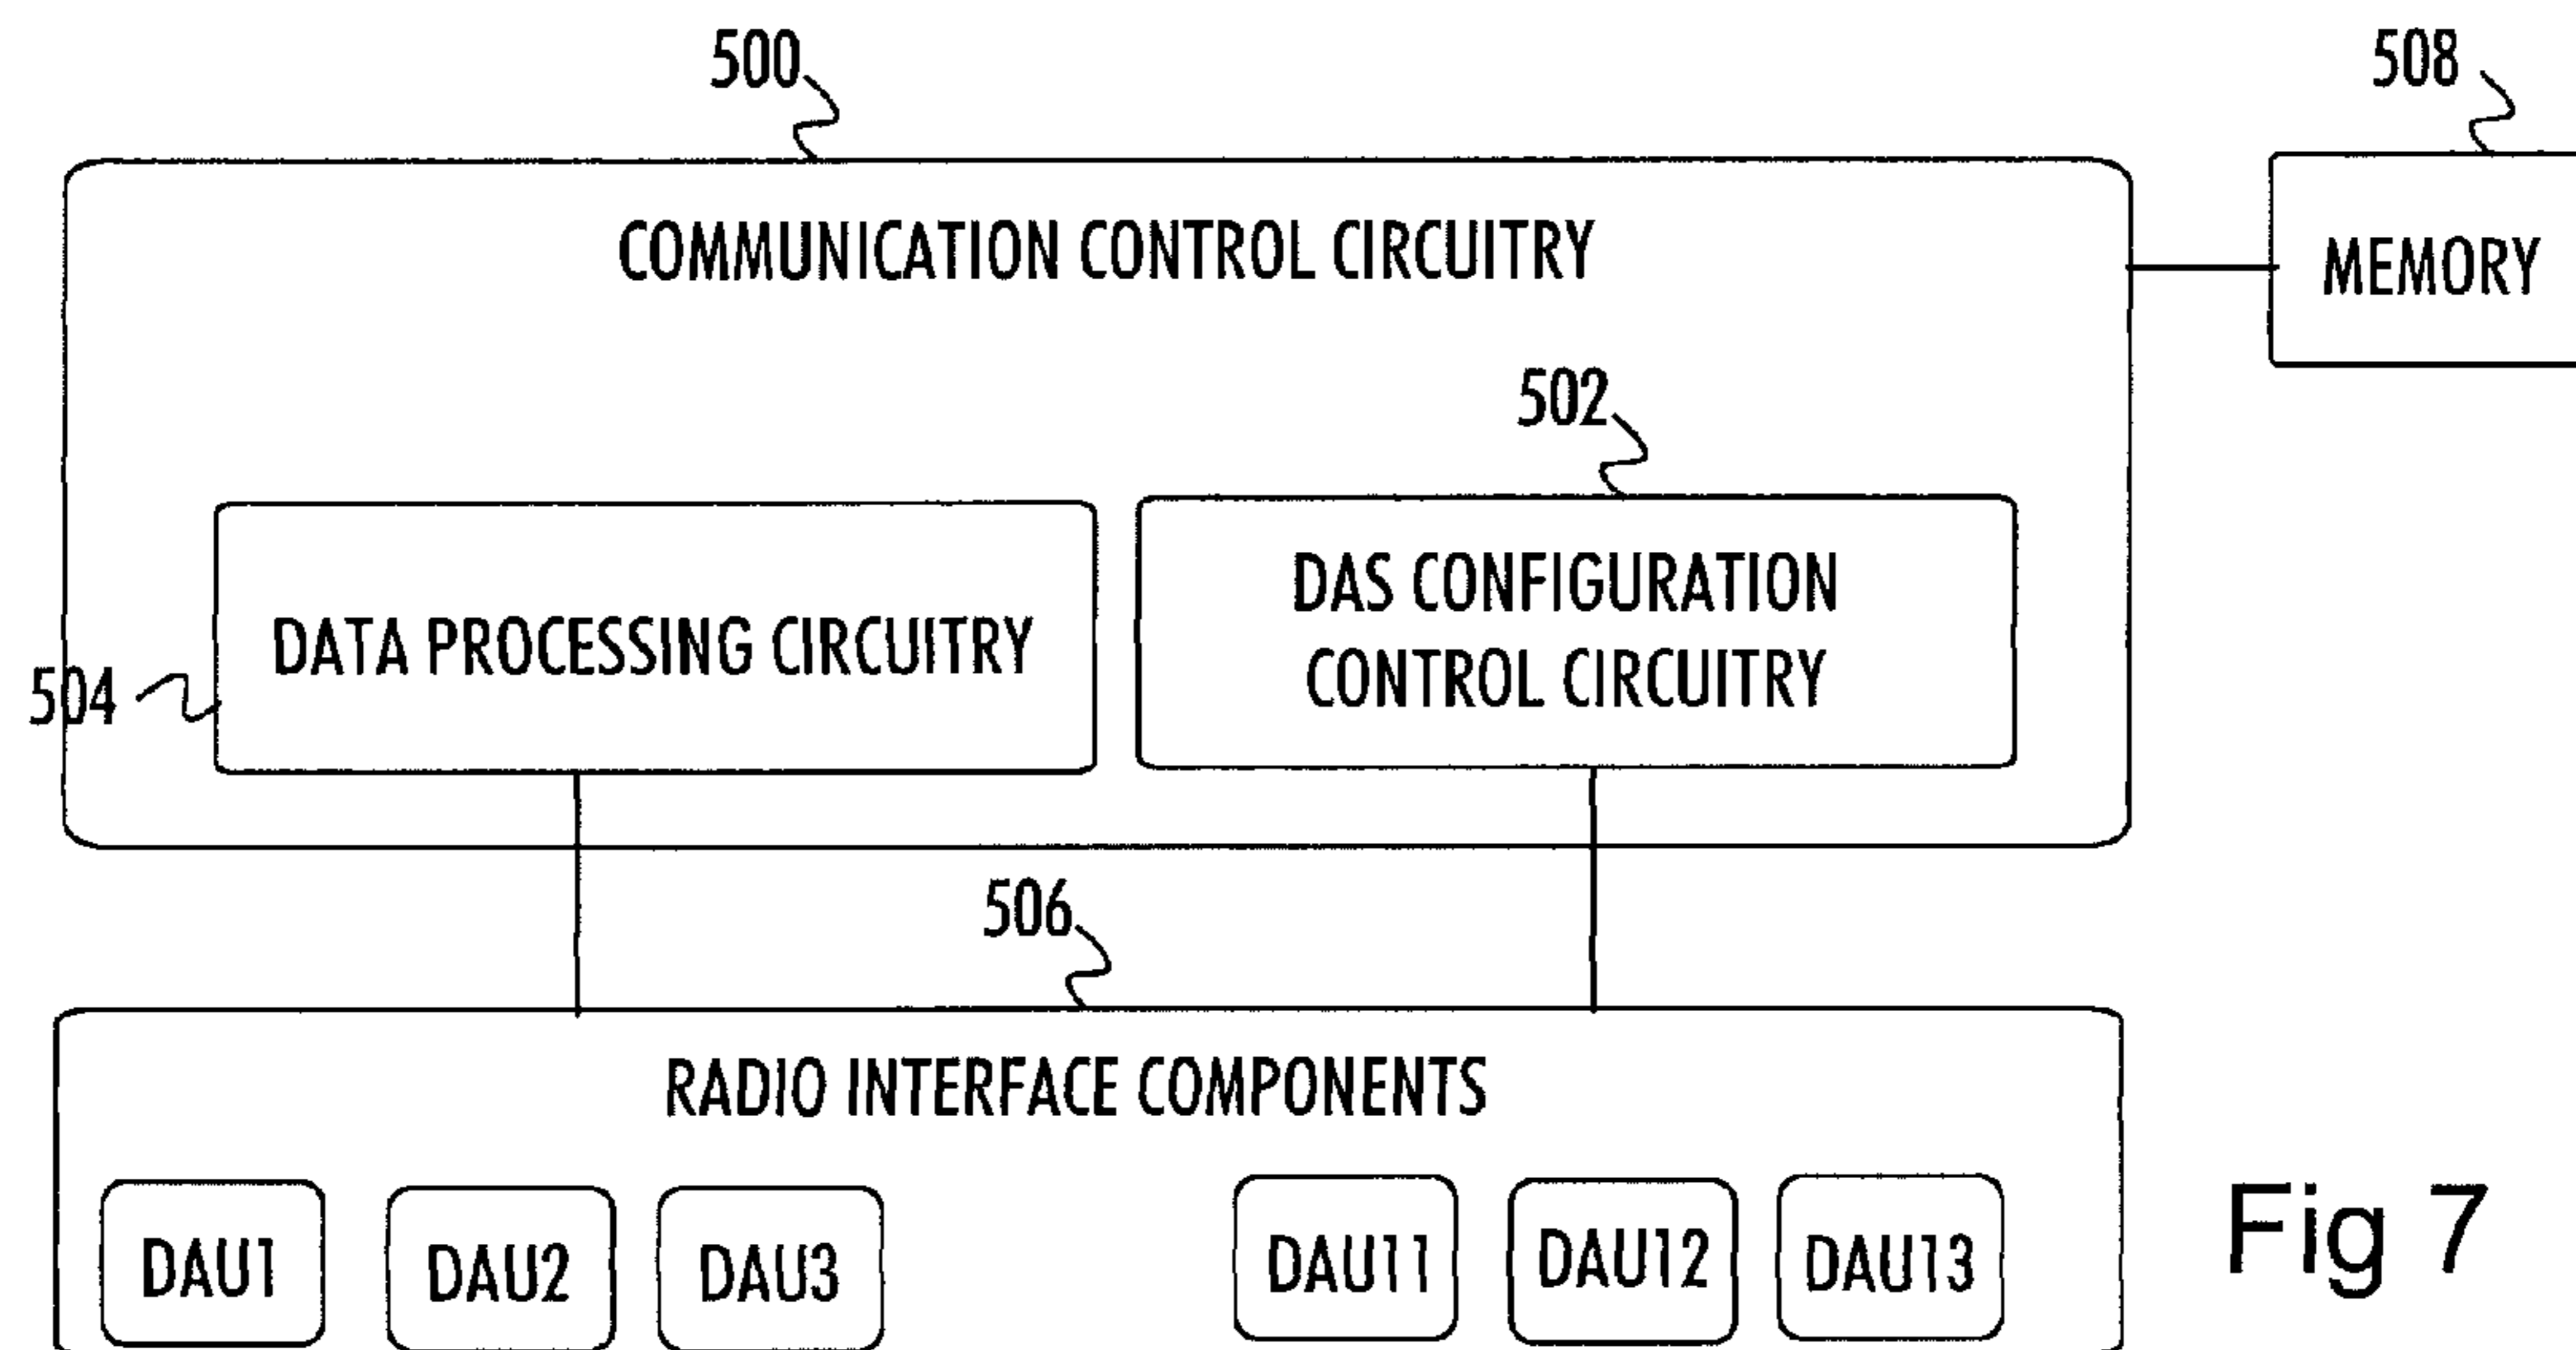 500
508
COMMUNICATION CONTROL CIRCUITRY
MEMORY
502
DATA PROCESSING CIRCUITRY
DAS CONFIGURATION
CONTROL CIRCUITRY
504
506
RADIO INTERFACE COMPONENTS
DAU1
DAU2
DAU3
DAU11
DAU12
DAU13
Fig 7